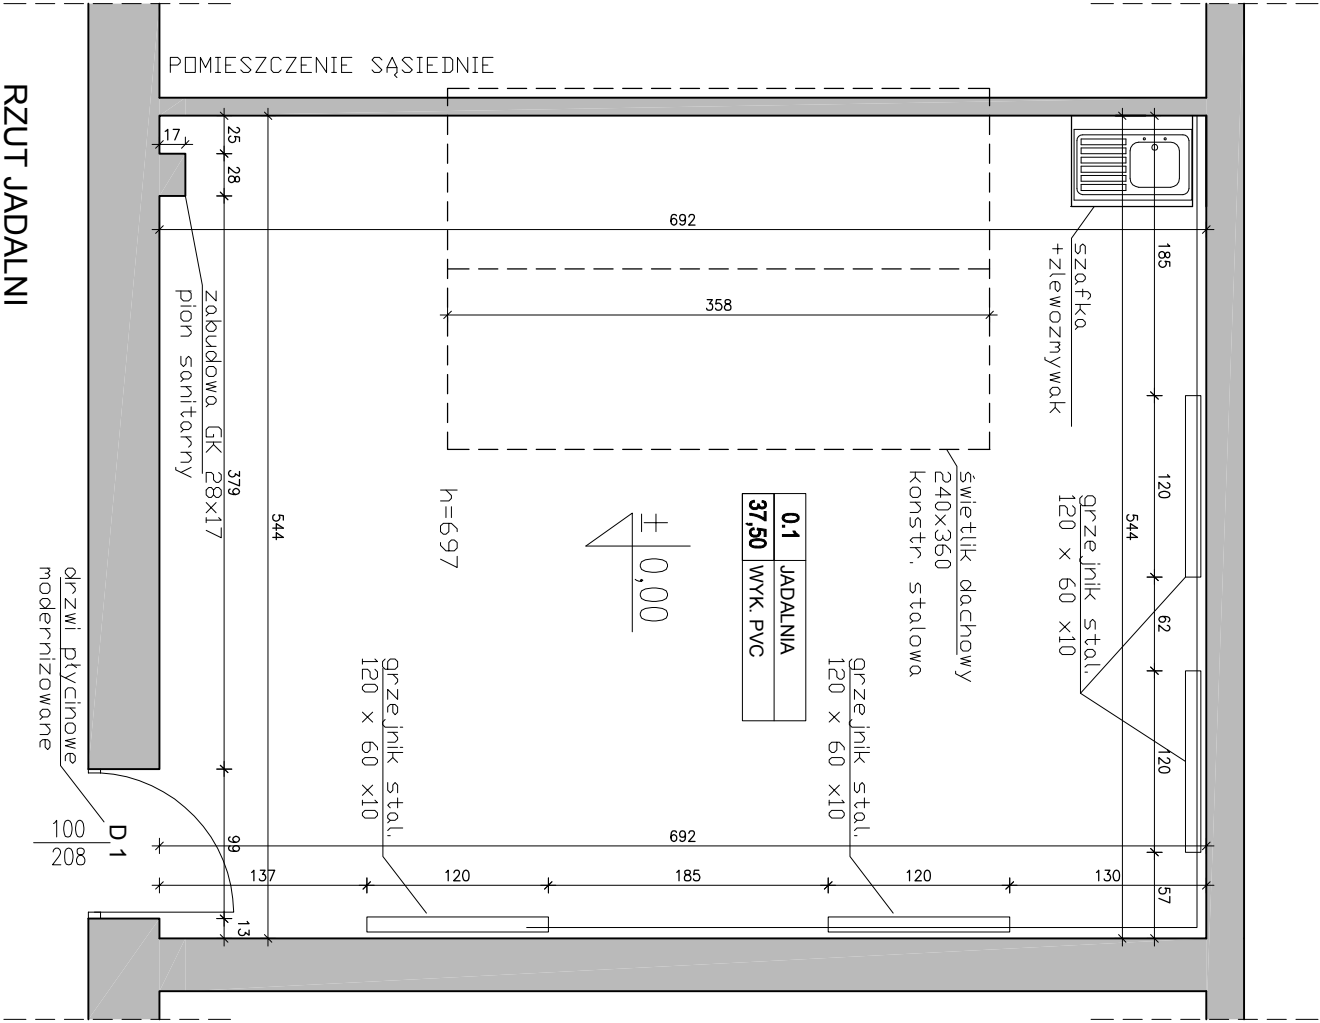 RZUT JADALNI
POMIESZCZENIE SĄSIEDNIE
17
25
28
379
99
13
544
692
358
szafka
+zlewozmywak
185
120
62
120
57
544
zabudowa GK 28x17
pion sanitarny
h=697
± 0,00
0.1 JADALNIA
37,50 WYK. PVC
świetlik dachowy
240x360
konstr. stalowa
grzejnik stal.
120 x 60 x10
grzejnik stal.
120 x 60 x10
grzejnik stal.
120 x 60 x10
drzwi płycinowe
modernizowane
D 1
100
208
692
137
120
185
120
130